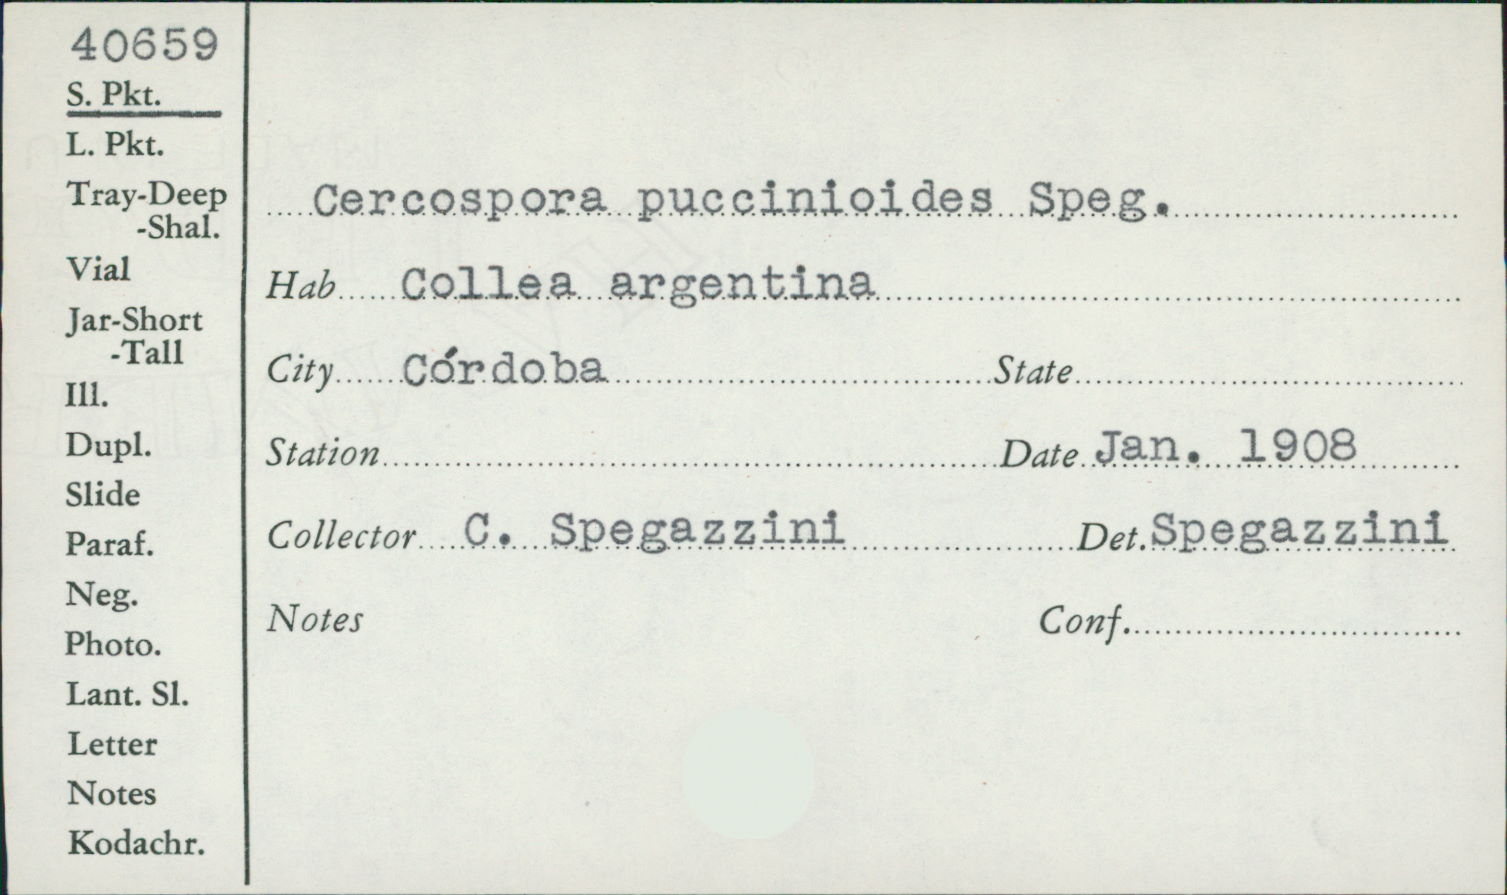 40659
S. Pkt.
L. Pkt.
Tray-Deep
-Shal.
Vial
Jar-Short
-Tall
Ill.
Dupl.
Slide
Paraf.
Neg.
Photo.
Lant. Sl.
Letter
Notes
Kodachr.
Cercospora puccinioides Speg.
Hab Collea argentina
City Córdoba State
Station Date Jan. 1908
Collector C. Spegazzini Det. Spegazzini
Notes Conf.